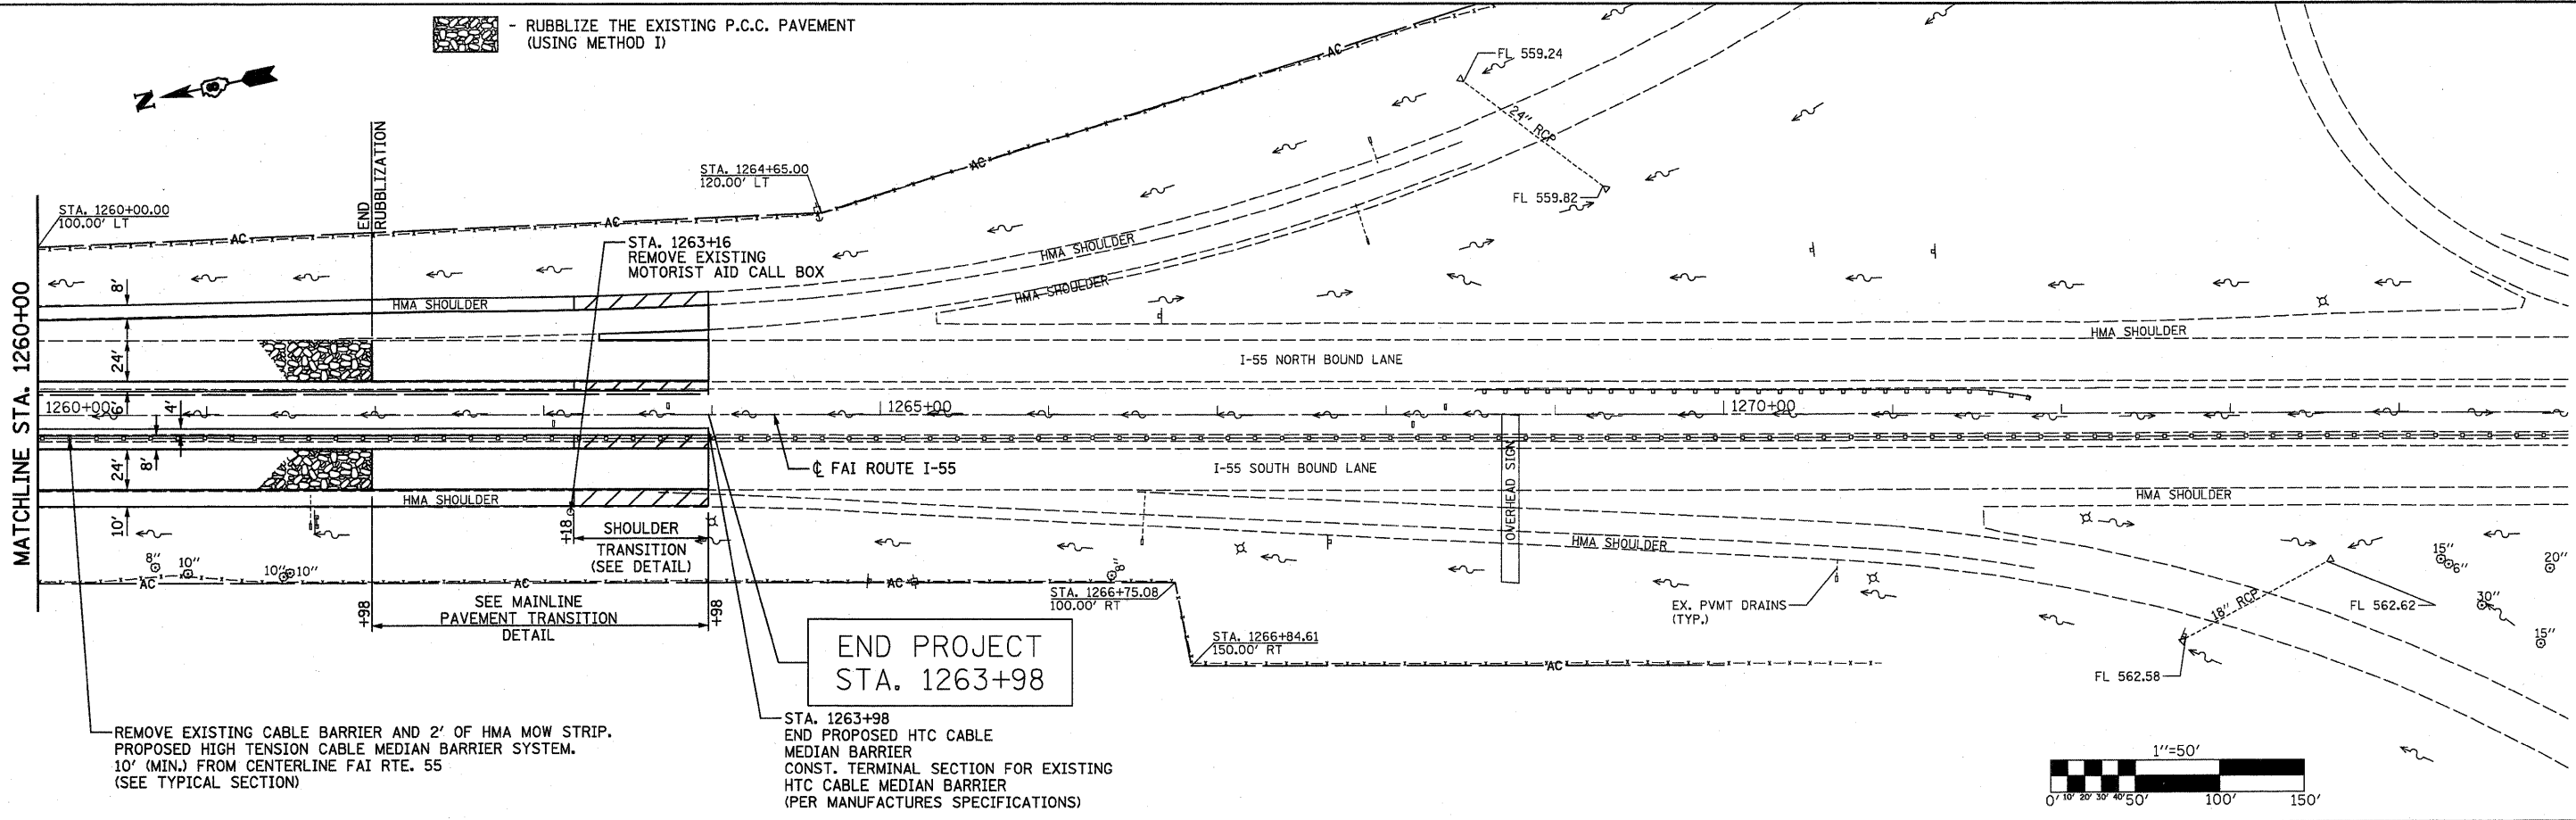 - RUBBLIZE THE EXISTING P.C.C. PAVEMENT
(USING METHOD I)
N
MATCHLINE STA. 1260+00
STA. 1260+00.00
100.00' LT
END
RUBBLIZATION
STA. 1264+65.00
120.00' LT
STA. 1263+16
REMOVE EXISTING
MOTORIST AID CALL BOX
FL 559.24
24" RCP
FL 559.82
AC
AC
AC
AC
HMA SHOULDER
HMA SHOULDER
HMA SHOULDER
HMA SHOULDER
8'
24'
6'
4'
8'
24'
10'
I-55 NORTH BOUND LANE
1260+00
1265+00
1270+00
℄ FAI ROUTE I-55
I-55 SOUTH BOUND LANE
OVERHEAD SIGN
HMA SHOULDER
HMA SHOULDER
HMA SHOULDER
+18
SHOULDER
TRANSITION
(SEE DETAIL)
8"
10"
10"
10"
8"
AC
AC
AC
AC
+98
SEE MAINLINE
PAVEMENT TRANSITION
DETAIL
+98
STA. 1266+75.08
100.00' RT
STA. 1266+84.61
150.00' RT
EX. PVMT DRAINS
(TYP.)
18" RCP
FL 562.62
FL 562.58
15"
6"
20"
30"
15"
END PROJECT
STA. 1263+98
STA. 1263+98
END PROPOSED HTC CABLE
MEDIAN BARRIER
CONST. TERMINAL SECTION FOR EXISTING
HTC CABLE MEDIAN BARRIER
(PER MANUFACTURES SPECIFICATIONS)
REMOVE EXISTING CABLE BARRIER AND 2' OF HMA MOW STRIP.
PROPOSED HIGH TENSION CABLE MEDIAN BARRIER SYSTEM.
10' (MIN.) FROM CENTERLINE FAI RTE. 55
(SEE TYPICAL SECTION)
1"=50'
0' 10' 20' 30' 40' 50' 100' 150'